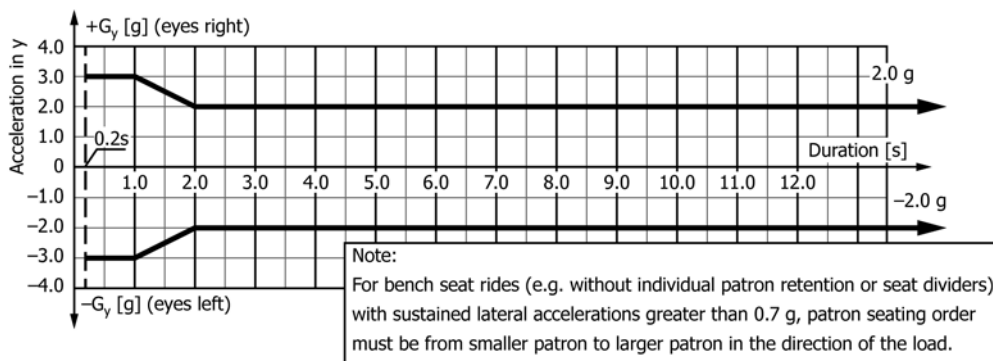 +Gy [g] (eyes right)
Acceleration in y
4.0
3.0
2.0 g
2.0
1.0
0.2s
0
Duration [s]
1.0 2.0 3.0 4.0 5.0 6.0 7.0 8.0 9.0 10.0 11.0 12.0
−1.0
−2.0 g
−2.0
−3.0
−4.0
−Gy [g] (eyes left)
Note:
For bench seat rides (e.g. without individual patron retention or seat dividers)
with sustained lateral accelerations greater than 0.7 g, patron seating order
must be from smaller patron to larger patron in the direction of the load.